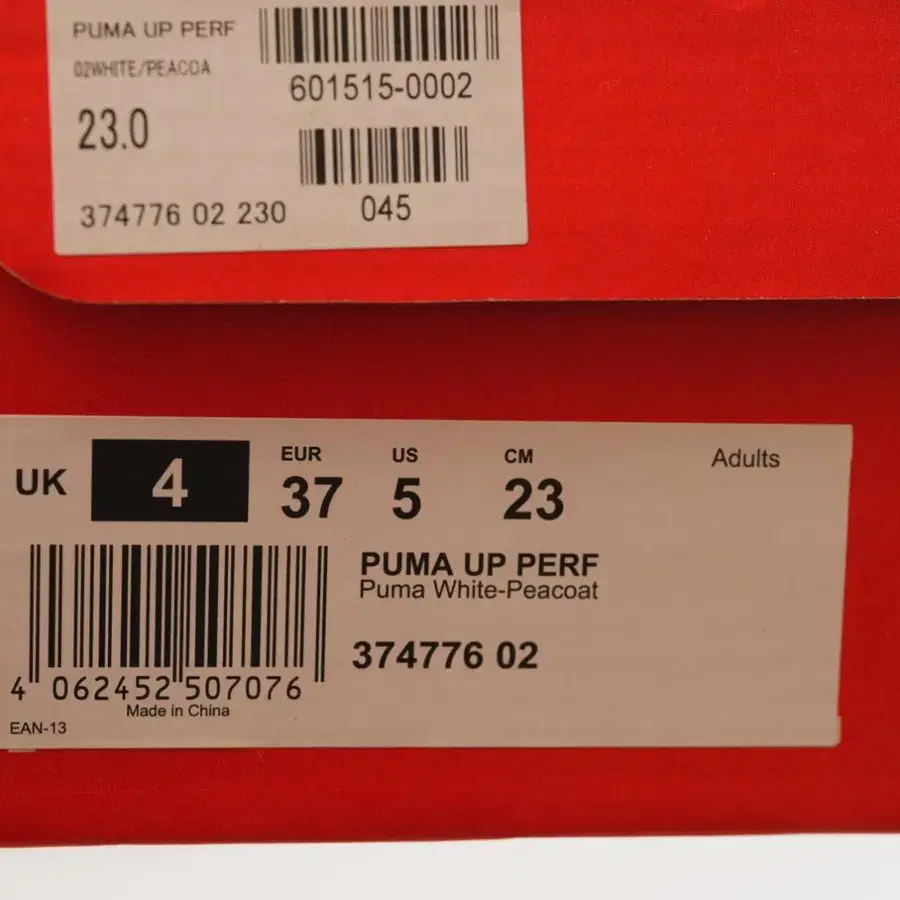 PUMA UP PERF
02WHITE/PEACOA
601515-0002
23.0
374776 02 230
045
UK 4
EUR 37
US 5
CM 23
Adults
PUMA UP PERF
Puma White-Peacoat
374776 02
4 062452 507076
Made in China
EAN-13